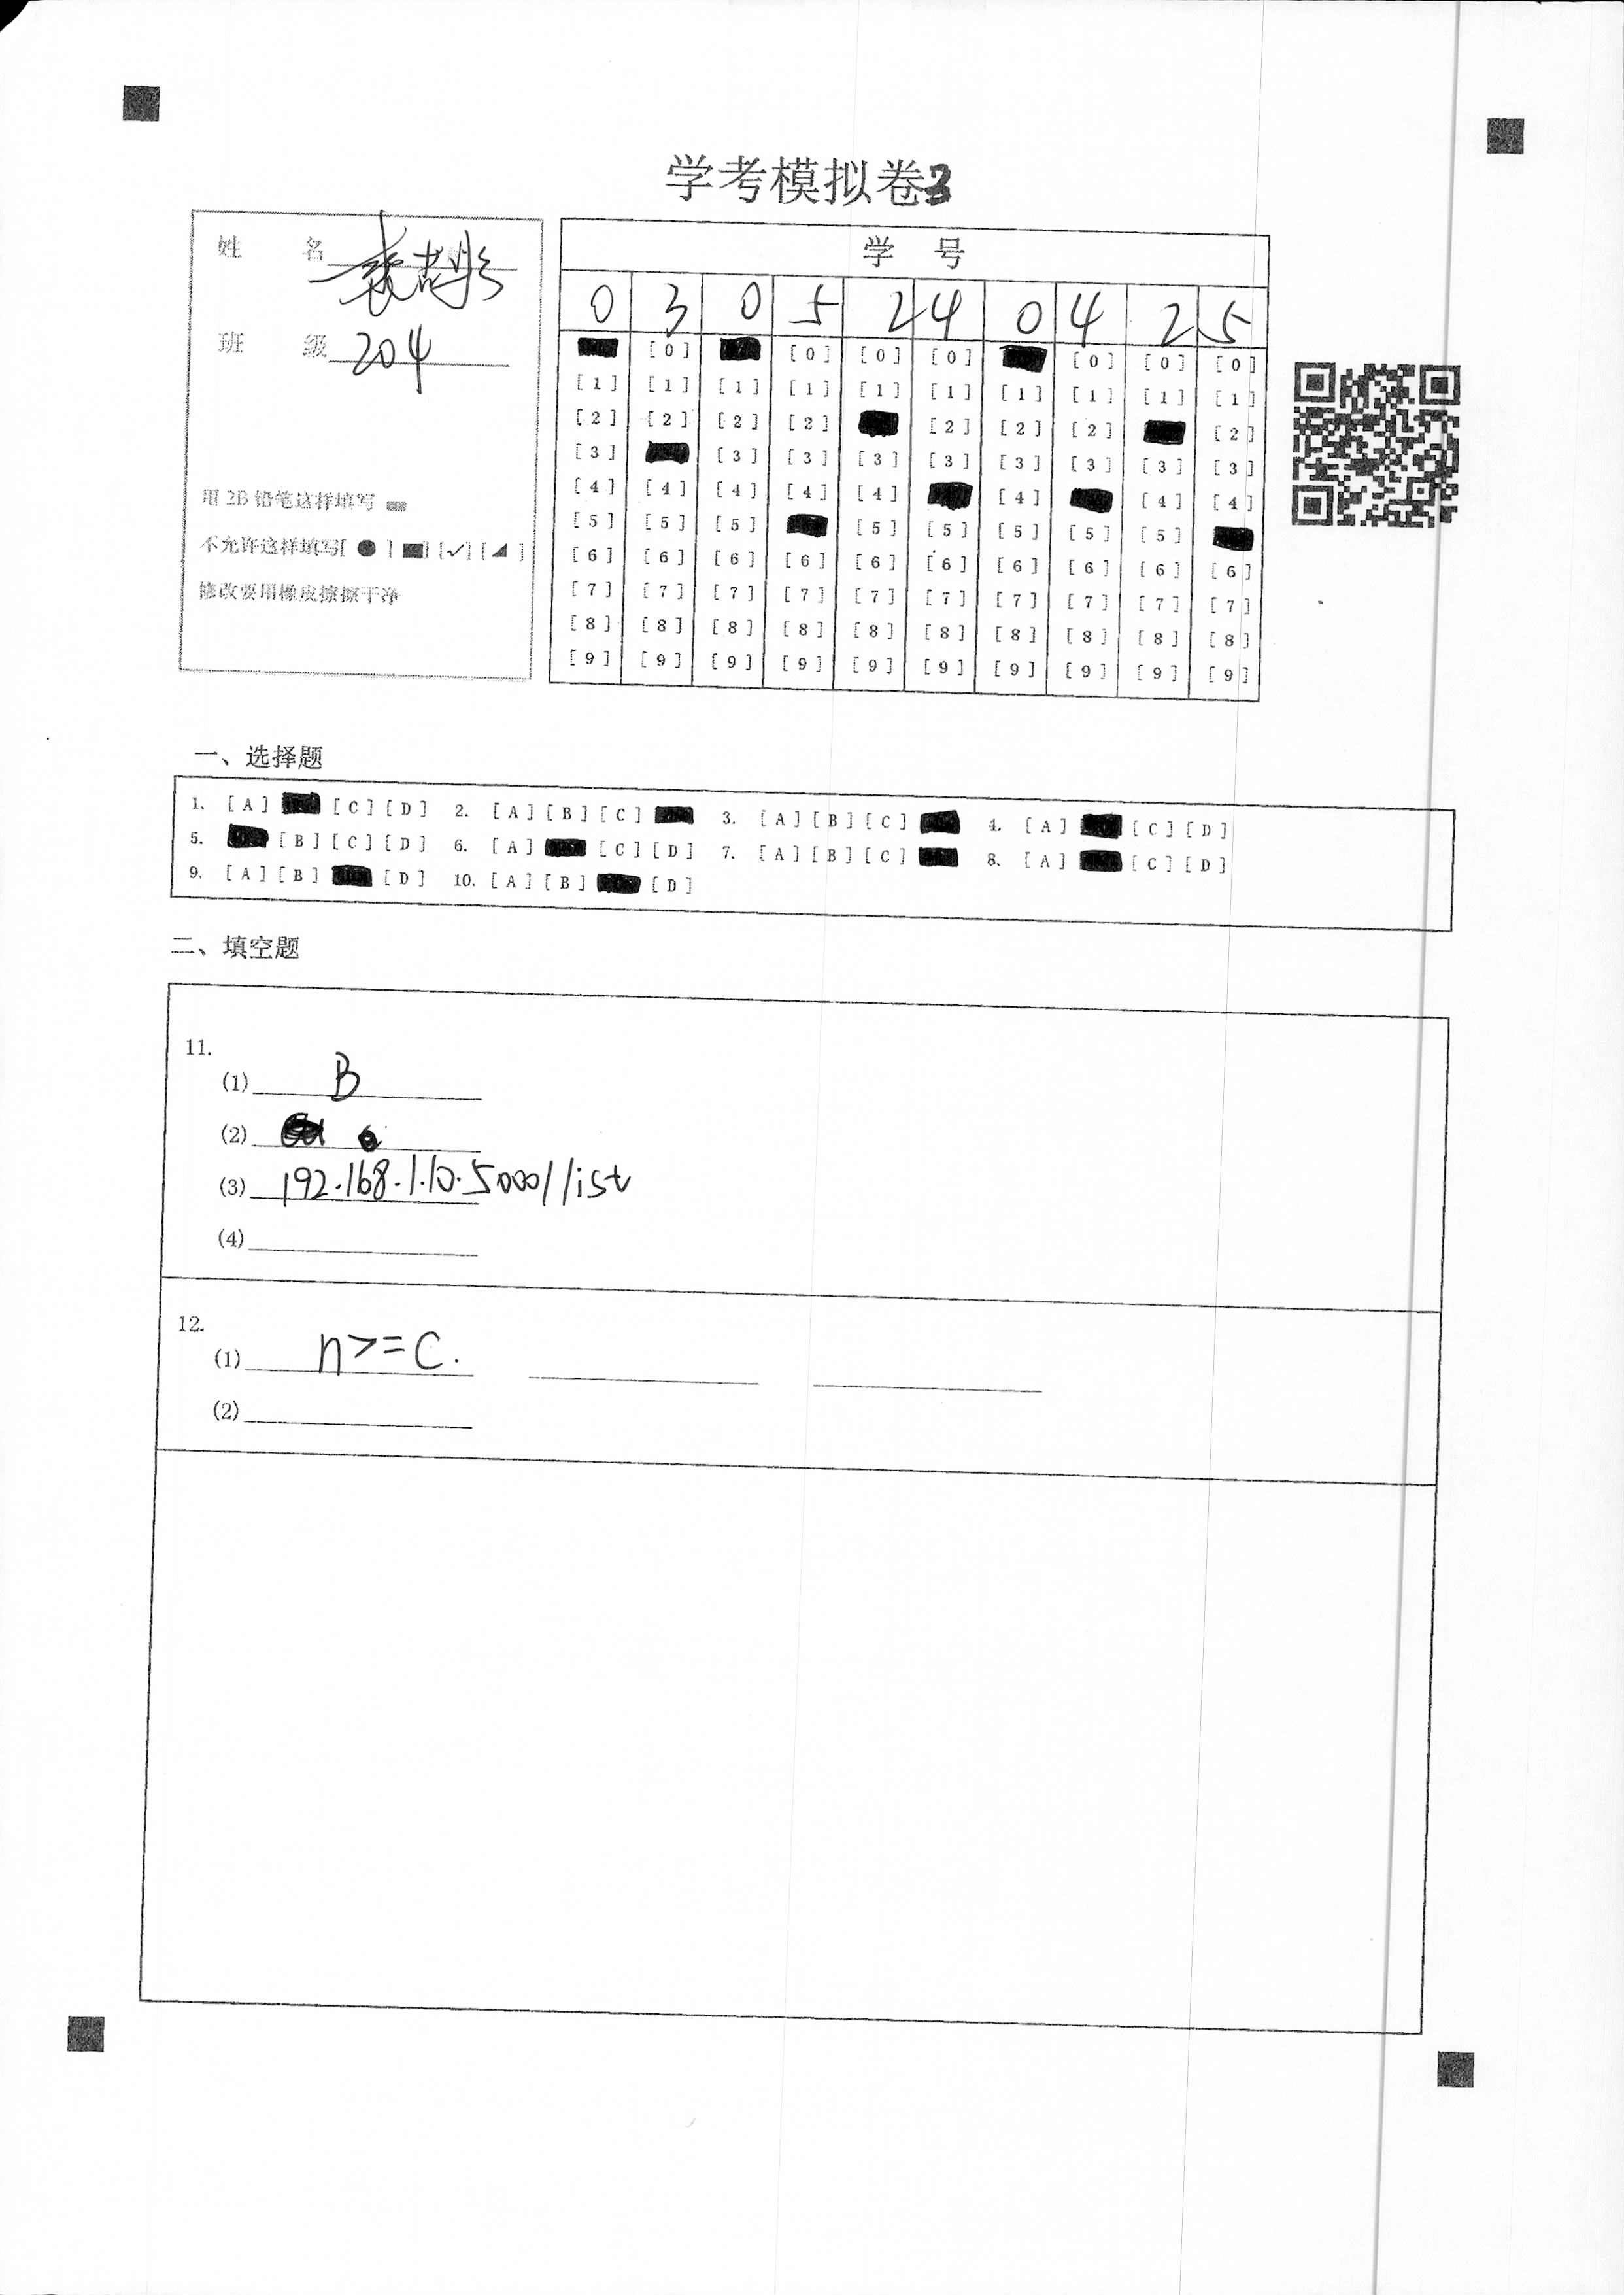 学考模拟卷3
姓 名 袁喆彤
班 级 204
用 2B 铅笔这样填写
不允许这样填写[ ● ] [ ■ ] [✓] [ ◢ ]
修改要用橡皮擦擦干净
学 号
0 3 0 5 2 4 0 4 2 5
[0] [0] [0] [0] [0] [0] [0]
[1] [1] [1] [1] [1] [1] [1] [1] [1] [1]
[2] [2] [2] [2] [2] [2] [2] [2]
[3] [3] [3] [3] [3] [3] [3] [3] [3]
[4] [4] [4] [4] [4] [4] [4] [4]
[5] [5] [5] [5] [5] [5] [5] [5]
[6] [6] [6] [6] [6] [6] [6] [6] [6] [6]
[7] [7] [7] [7] [7] [7] [7] [7] [7] [7]
[8] [8] [8] [8] [8] [8] [8] [8] [8] [8]
[9] [9] [9] [9] [9] [9] [9] [9] [9] [9]
一、选择题
1. [A] [C] [D] 2. [A] [B] [C] 3. [A] [B] [C] 4. [A] [C] [D]
5. [B] [C] [D] 6. [A] [C] [D] 7. [A] [B] [C] 8. [A] [C] [D]
9. [A] [B] [D] 10. [A] [B] [D]
二、填空题
11.
(1) B
(2)
(3) 192.168.1.10.5000/list
(4)
12.
(1) n>=C.
(2)